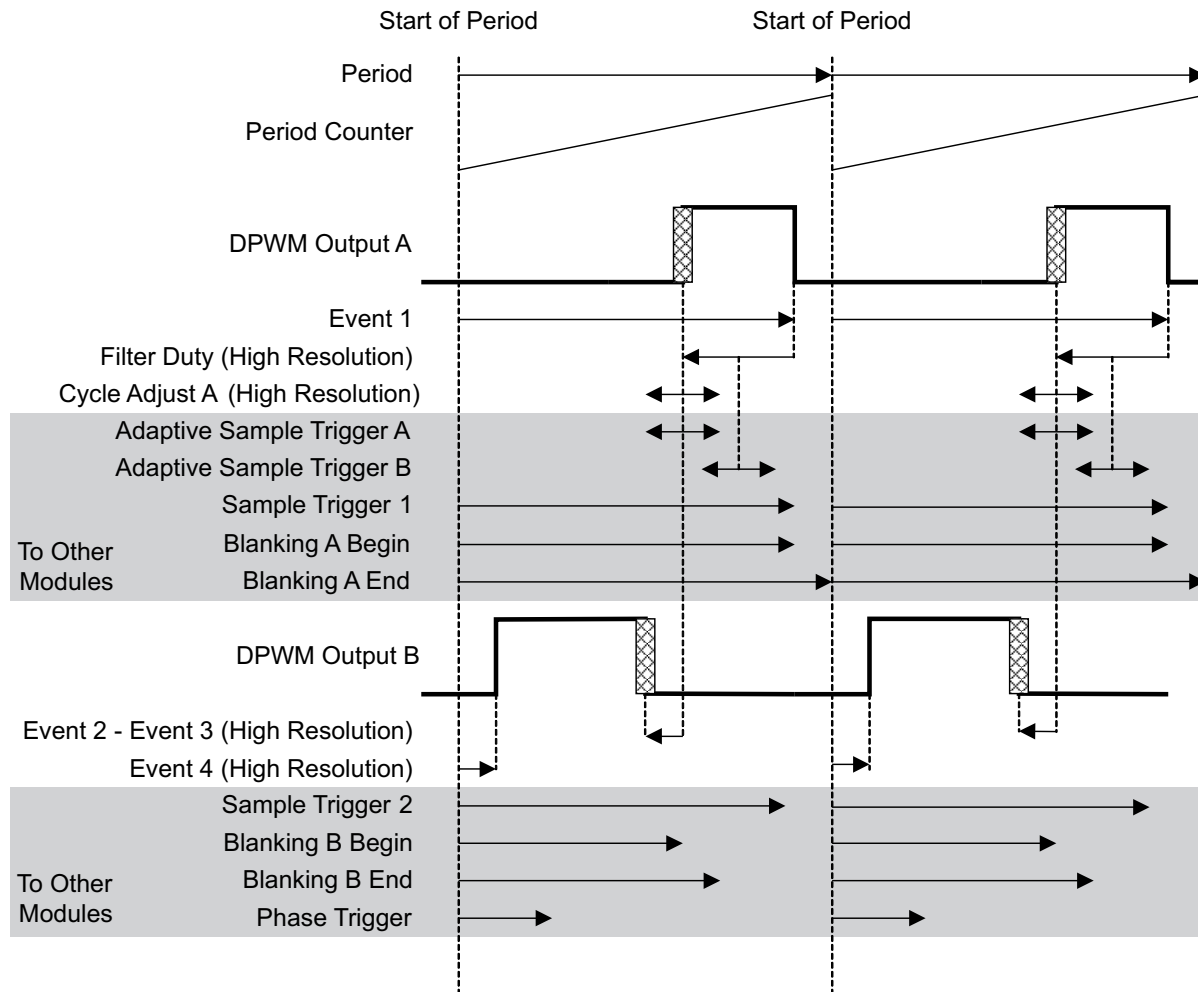 Start of Period
Start of Period
Period
Period Counter
DPWM Output A
Event 1
Filter Duty (High Resolution)
Cycle Adjust A (High Resolution)
Adaptive Sample Trigger A
Adaptive Sample Trigger B
Sample Trigger 1
Blanking A Begin
To Other
Modules
Blanking A End
DPWM Output B
Event 2 - Event 3 (High Resolution)
Event 4 (High Resolution)
Sample Trigger 2
Blanking B Begin
To Other
Modules
Blanking B End
Phase Trigger